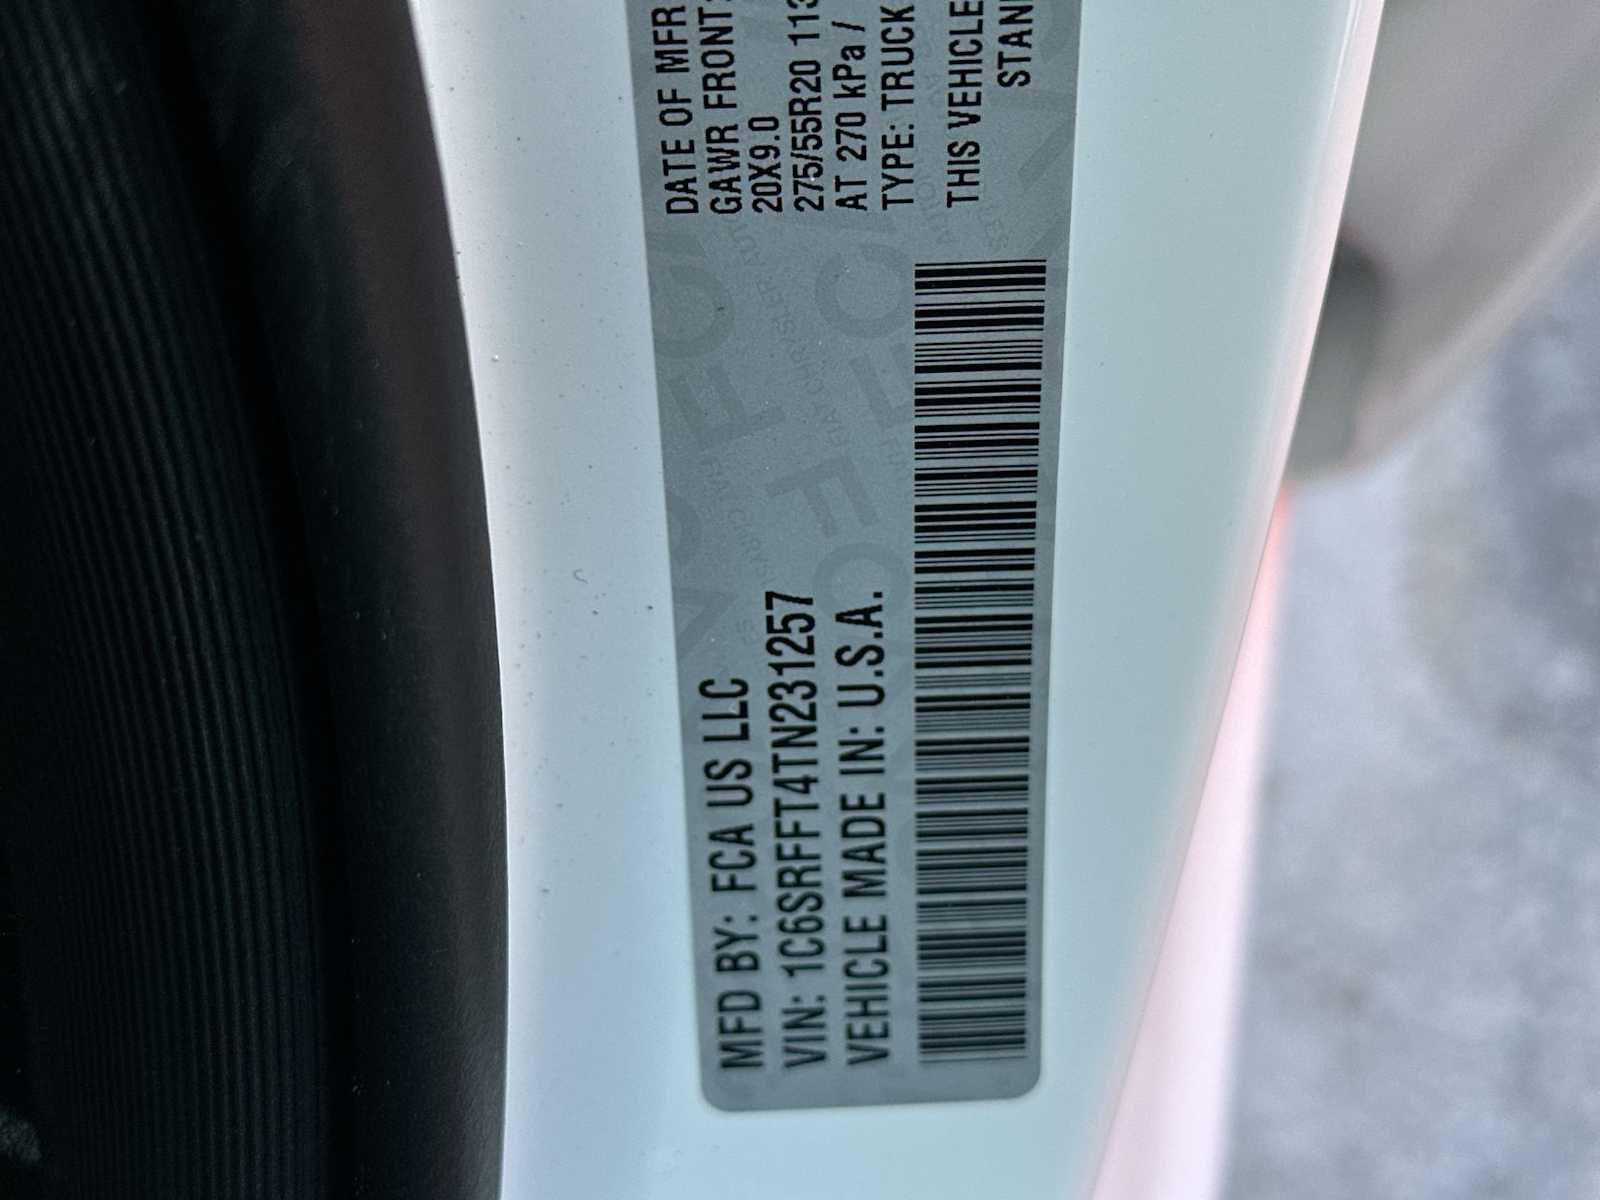 MFD BY: FCA US LLC
VIN: 1C6SRFFT4TN231257
VEHICLE MADE IN: U.S.A.
DATE OF MFR
GAWR FRONT:
20X9.0
275/55R20 113
AT 270 kPa /
TYPE: TRUCK
THIS VEHICLE